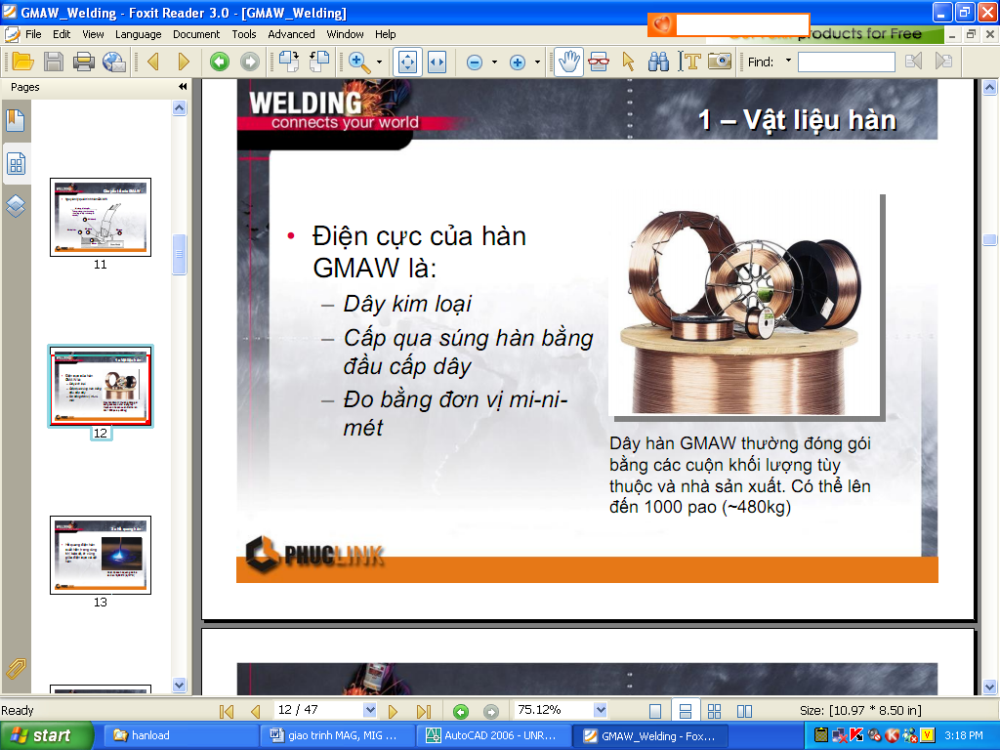 GMAW_Welding - Foxit Reader 3.0 - [GMAW_Welding]
File Edit View Language Document Tools Advanced Window Help
products for Free
Find:
Pages
11
12
13
WELDING
connects your world
1 – Vật liệu hàn
• Điện cực của hàn
GMAW là:
– Dây kim loại
– Cấp qua súng hàn bằng
đầu cấp dây
– Đo bằng đơn vị mi-ni-
mét
Dây hàn GMAW thường đóng gói
bằng các cuộn khối lượng tùy
thuộc và nhà sản xuất. Có thể lên
đến 1000 pao (~480kg)
PHUCLINK
Ready
12 / 47
75.12%
Size: [10.97 * 8.50 in]
start
hanload
giao trinh MAG, MIG ...
AutoCAD 2006 - UNR...
GMAW_Welding - Fox...
V
3:18 PM